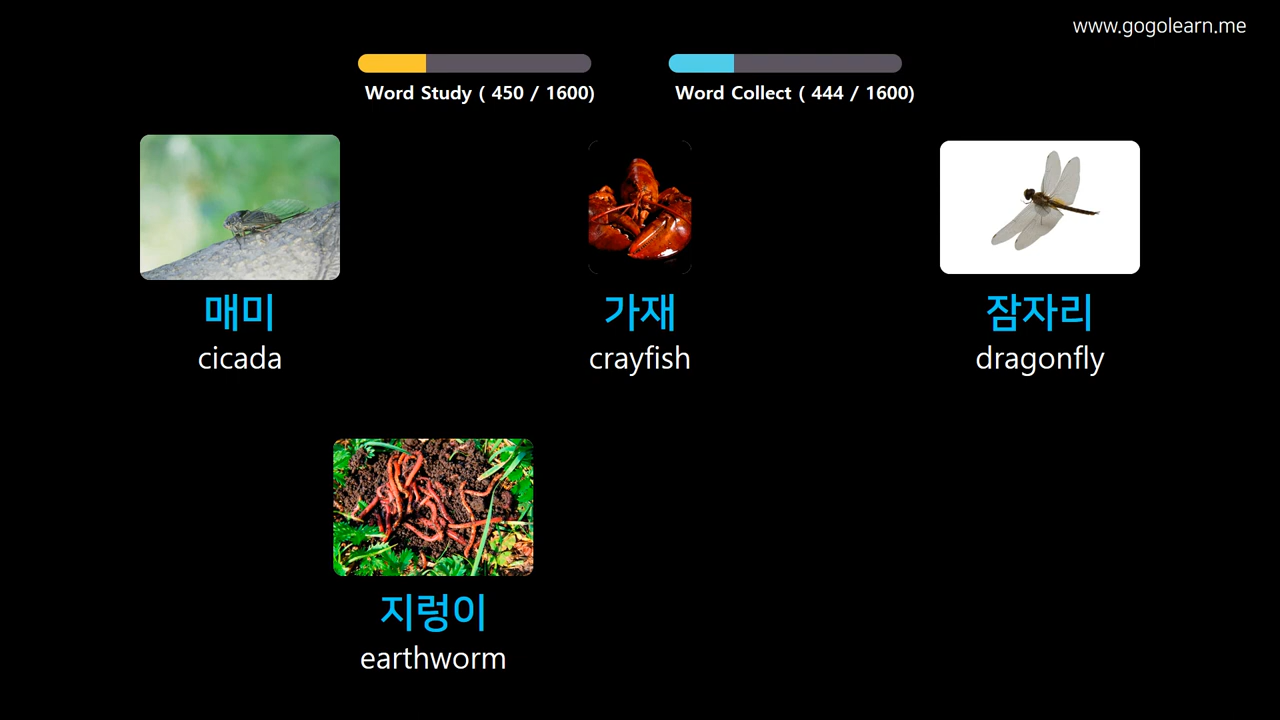 www.gogolearn.me
Word Study ( 450 / 1600)
Word Collect ( 444 / 1600)
매미
cicada
가재
crayfish
잠자리
dragonfly
지렁이
earthworm